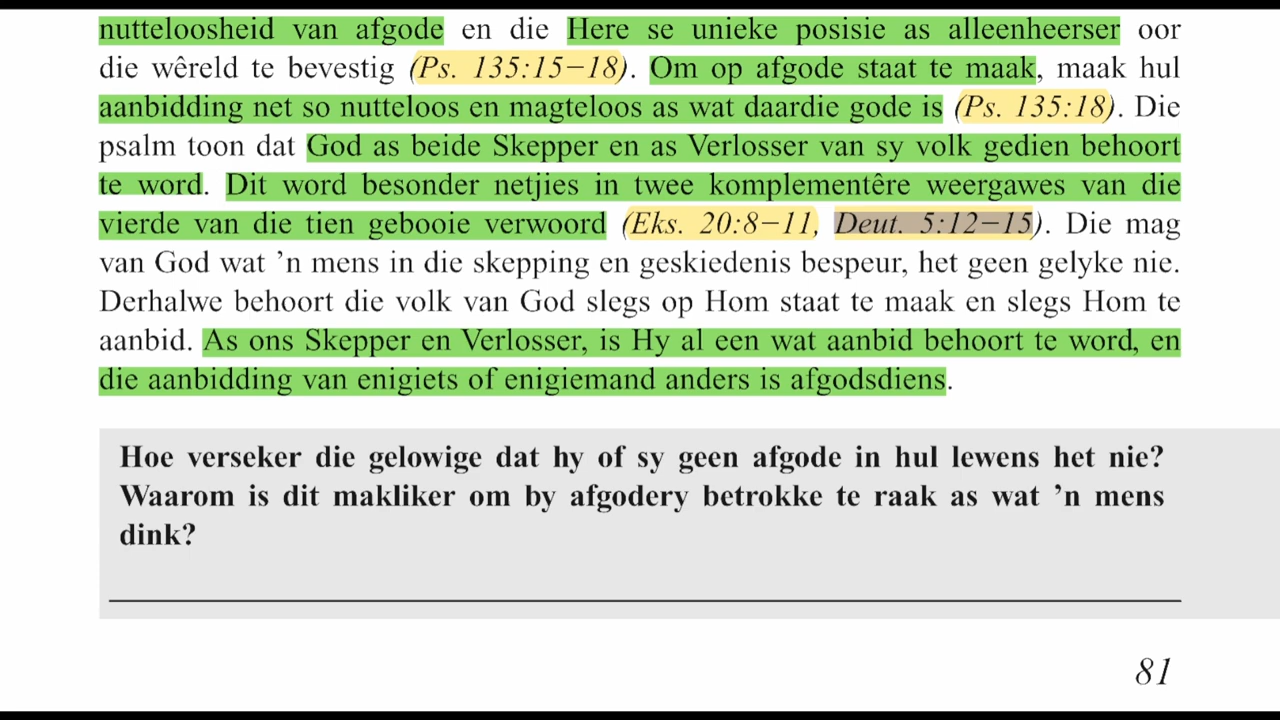 nutteloosheid van afgode en die Here se unieke posisie as alleenheerser oor
die wêreld te bevestig (Ps. 135:15–18). Om op afgode staat te maak, maak hul
aanbidding net so nutteloos en magteloos as wat daardie gode is (Ps. 135:18). Die
psalm toon dat God as beide Skepper en as Verlosser van sy volk gedien behoort
te word. Dit word besonder netjies in twee komplementêre weergawes van die
vierde van die tien gebooie verwoord (Eks. 20:8–11, Deut. 5:12–15). Die mag
van God wat ’n mens in die skepping en geskiedenis bespeur, het geen gelyke nie.
Derhalwe behoort die volk van God slegs op Hom staat te maak en slegs Hom te
aanbid. As ons Skepper en Verlosser, is Hy al een wat aanbid behoort te word, en
die aanbidding van enigiets of enigiemand anders is afgodsdiens.
Hoe verseker die gelowige dat hy of sy geen afgode in hul lewens het nie?
Waarom is dit makliker om by afgodery betrokke te raak as wat ’n mens
dink?
81